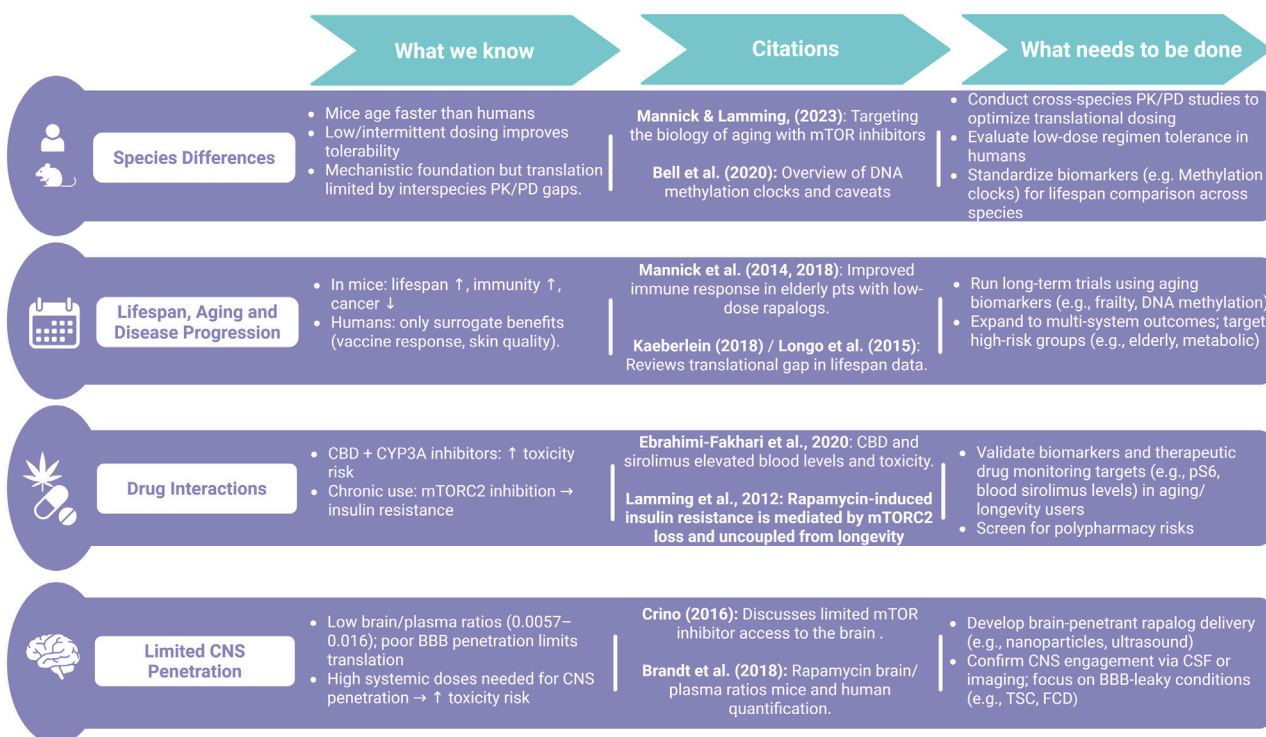 What we know
Citations
What needs to be done
Species Differences
• Mice age faster than humans
• Low/intermittent dosing improves
tolerability
• Mechanistic foundation but translation
limited by interspecies PK/PD gaps.
Mannick & Lamming, (2023): Targeting
the biology of aging with mTOR inhibitors
Bell et al. (2020): Overview of DNA
methylation clocks and caveats
• Conduct cross-species PK/PD studies to
optimize translational dosing
• Evaluate low-dose regimen tolerance in
humans
• Standardize biomarkers (e.g. Methylation
clocks) for lifespan comparison across
species
Lifespan, Aging and
Disease Progression
• In mice: lifespan ↑, immunity ↑,
cancer ↓
• Humans: only surrogate benefits
(vaccine response, skin quality).
Mannick et al. (2014, 2018): Improved
immune response in elderly pts with low-
dose rapalogs.
Kaeberlein (2018) / Longo et al. (2015):
Reviews translational gap in lifespan data.
• Run long-term trials using aging
biomarkers (e.g., frailty, DNA methylation)
• Expand to multi-system outcomes; target
high-risk groups (e.g., elderly, metabolic)
Drug Interactions
• CBD + CYP3A inhibitors: ↑ toxicity
risk
• Chronic use: mTORC2 inhibition →
insulin resistance
Ebrahimi-Fakhari et al., 2020: CBD and
sirolimus elevated blood levels and toxicity.
Lamming et al., 2012: Rapamycin-induced
insulin resistance is mediated by mTORC2
loss and uncoupled from longevity
• Validate biomarkers and therapeutic
drug monitoring targets (e.g., pS6,
blood sirolimus levels) in aging/
longevity users
• Screen for polypharmacy risks
Limited CNS
Penetration
• Low brain/plasma ratios (0.0057–
0.016); poor BBB penetration limits
translation
• High systemic doses needed for CNS
penetration → ↑ toxicity risk
Crino (2016): Discusses limited mTOR
inhibitor access to the brain .
Brandt et al. (2018): Rapamycin brain/
plasma ratios mice and human
quantification.
• Develop brain-penetrant rapalog delivery
(e.g., nanoparticles, ultrasound)
• Confirm CNS engagement via CSF or
imaging; focus on BBB-leaky conditions
(e.g., TSC, FCD)